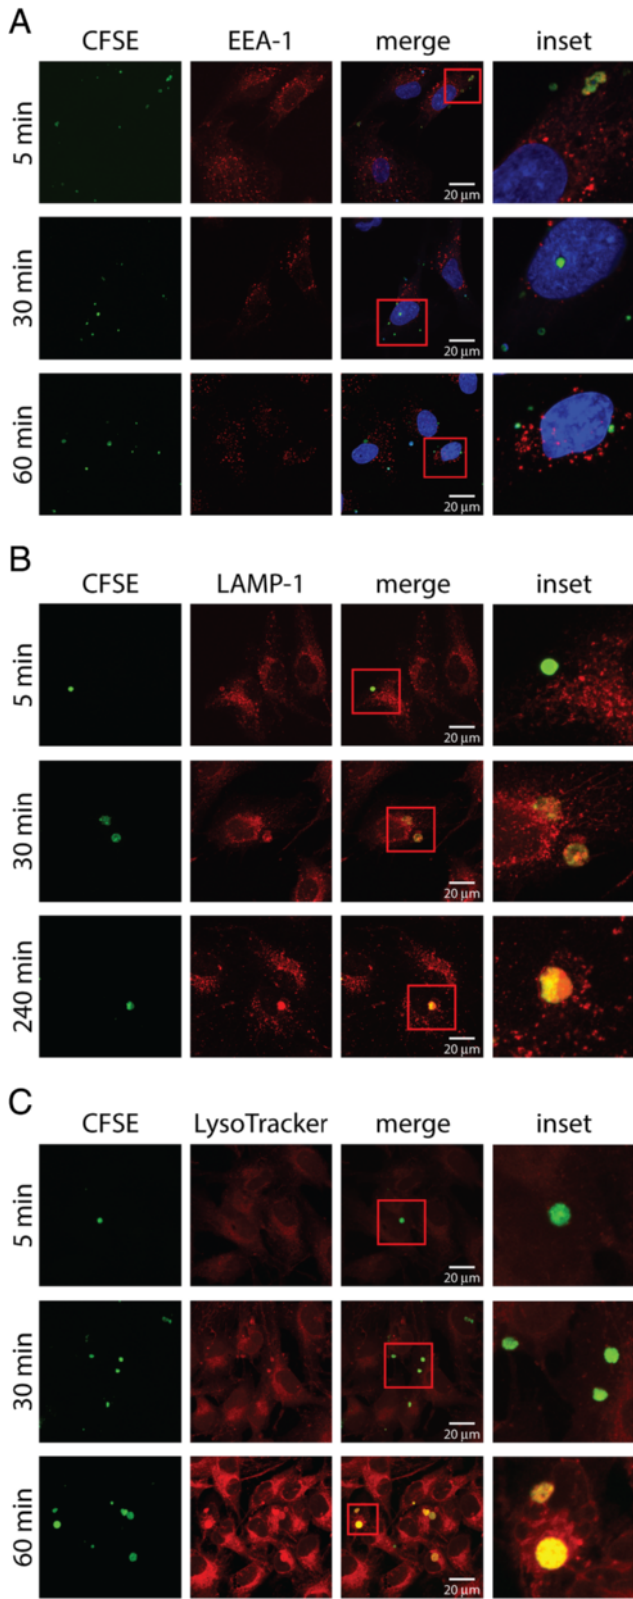 A
CFSE EEA-1 merge inset
5 min
20 µm
30 min
20 µm
60 min
20 µm
B
CFSE LAMP-1 merge inset
5 min
20 µm
30 min
20 µm
240 min
20 µm
C
CFSE LysoTracker merge inset
5 min
20 µm
30 min
20 µm
60 min
20 µm